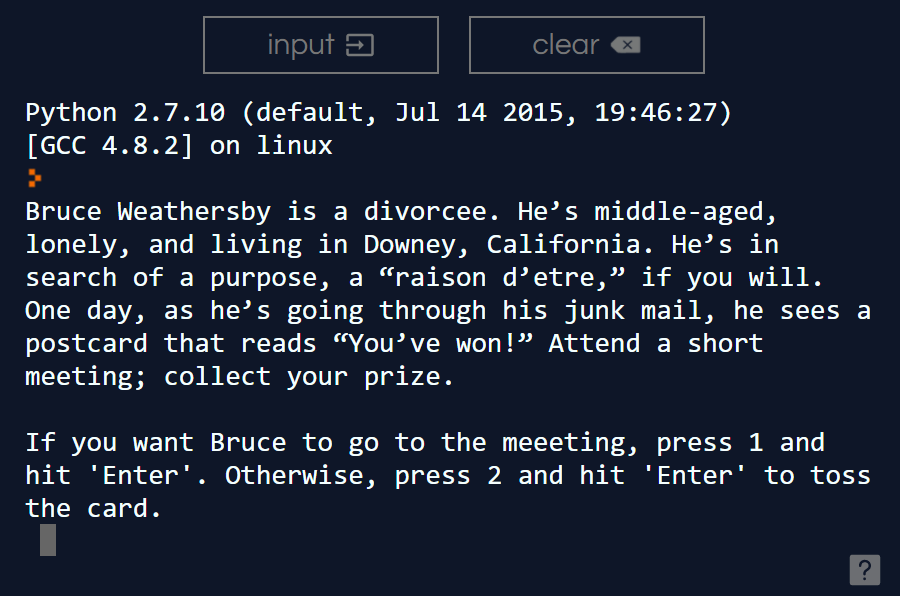 input
clear
Python 2.7.10 (default, Jul 14 2015, 19:46:27)
[GCC 4.8.2] on linux
Bruce Weathersby is a divorcee. He’s middle-aged,
lonely, and living in Downey, California. He’s in
search of a purpose, a “raison d’etre,” if you will.
One day, as he’s going through his junk mail, he sees a
postcard that reads “You’ve won!” Attend a short
meeting; collect your prize.
If you want Bruce to go to the meeeting, press 1 and
hit 'Enter'. Otherwise, press 2 and hit 'Enter' to toss
the card.
?